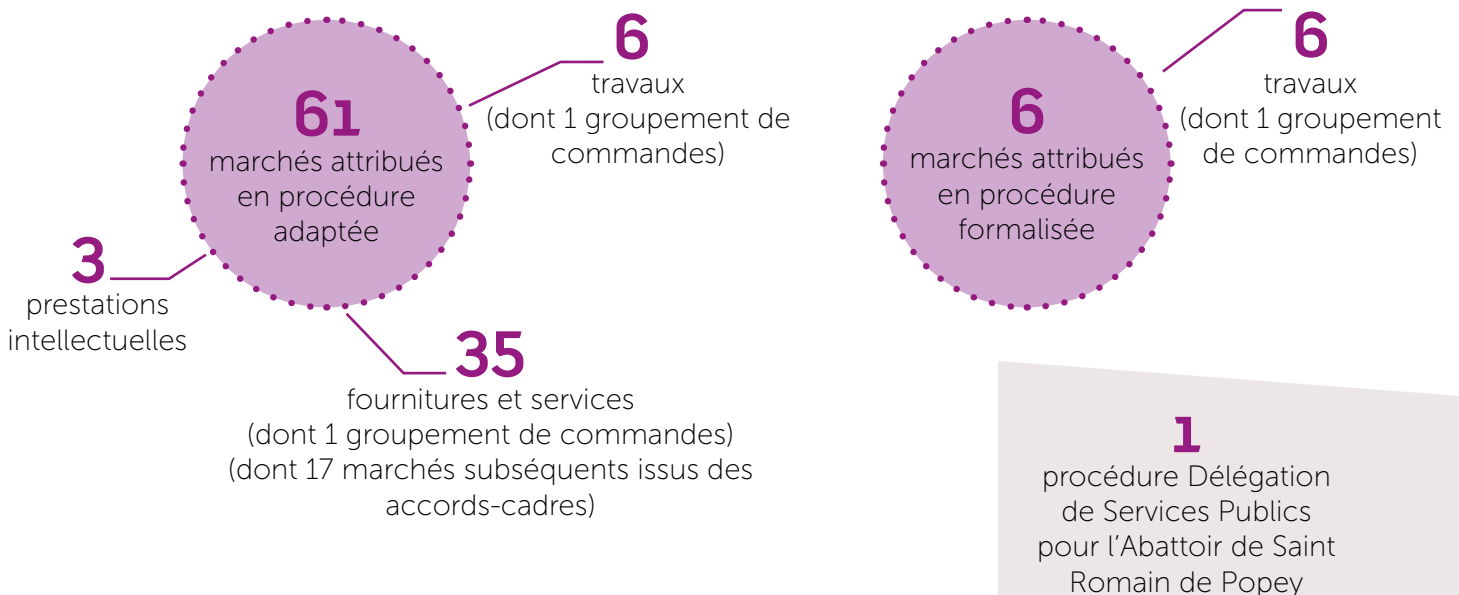 61
marchés attribués
en procédure
adaptée
6
travaux
(dont 1 groupement de
commandes)
3
prestations
intellectuelles
35
fournitures et services
(dont 1 groupement de commandes)
(dont 17 marchés subséquents issus des
accords-cadres)
6
marchés attribués
en procédure
formalisée
6
travaux
(dont 1 groupement
de commandes)
1
procédure Délégation
de Services Publics
pour l'Abattoir de Saint
Romain de Popey